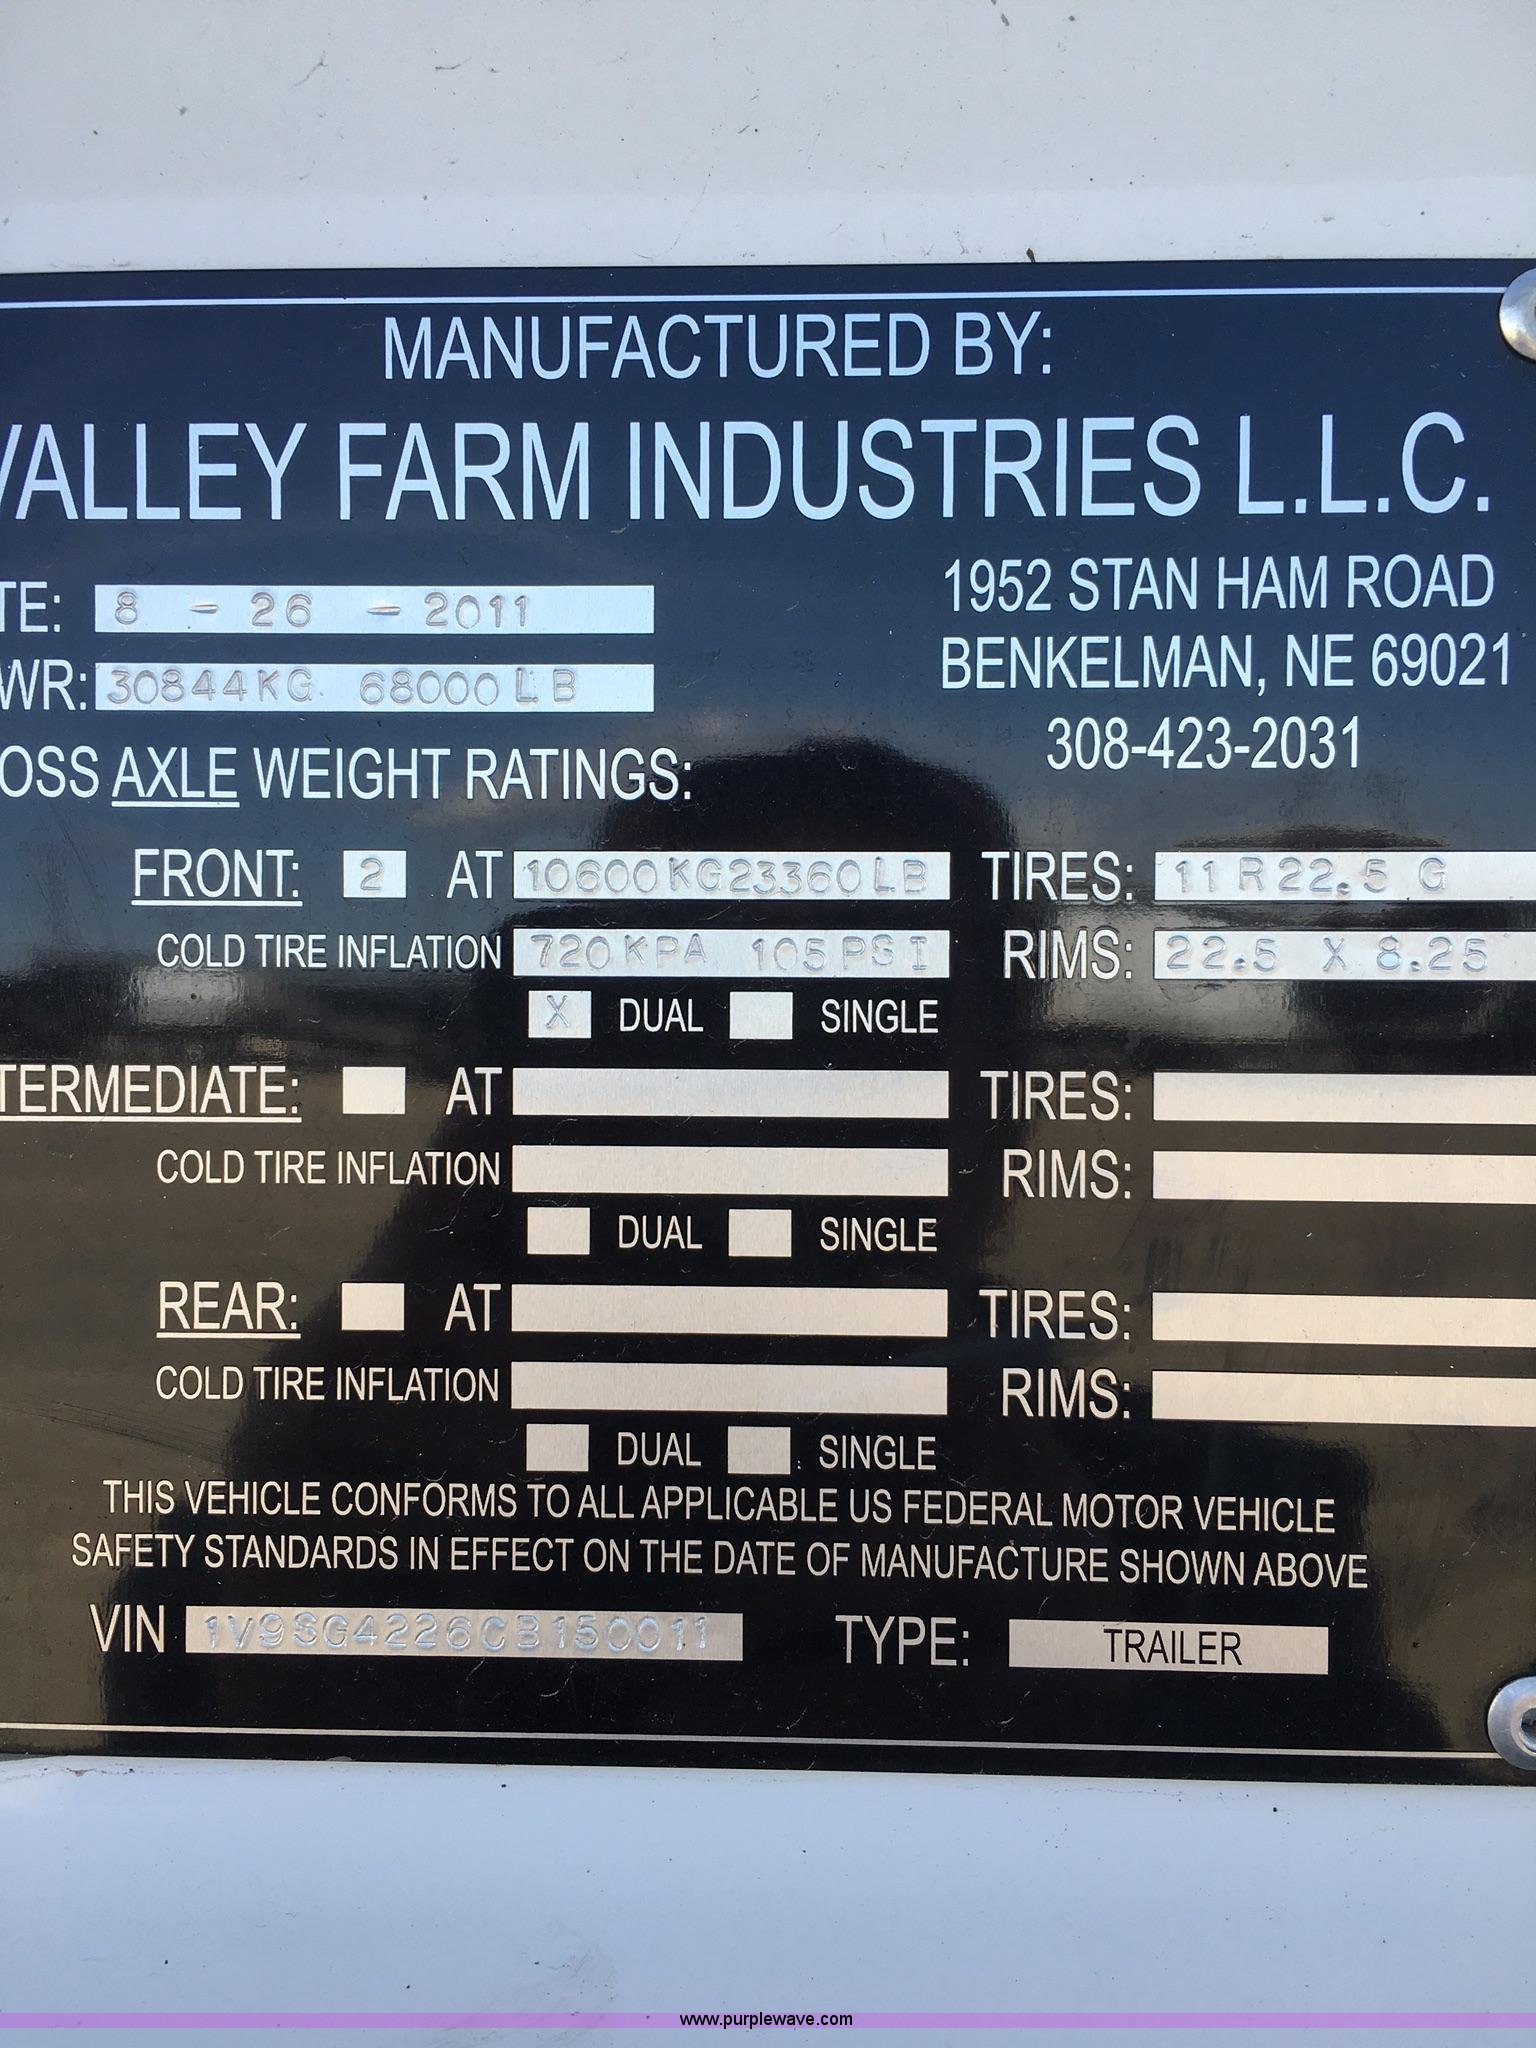 MANUFACTURED BY:
VALLEY FARM INDUSTRIES L.L.C.
TE: 8 - 26 - 2011
1952 STAN HAM ROAD
WR: 30844KG 68000LB
BENKELMAN, NE 69021
308-423-2031
OSS AXLE WEIGHT RATINGS:
FRONT: 2 AT 10600KG23360LB TIRES: 11R22.5 G
COLD TIRE INFLATION 720KPA 105PSI RIMS: 22.5 X 8.25
X DUAL SINGLE
TERMEDIATE: AT TIRES:
COLD TIRE INFLATION RIMS:
DUAL SINGLE
REAR: AT TIRES:
COLD TIRE INFLATION RIMS:
DUAL SINGLE
THIS VEHICLE CONFORMS TO ALL APPLICABLE US FEDERAL MOTOR VEHICLE
SAFETY STANDARDS IN EFFECT ON THE DATE OF MANUFACTURE SHOWN ABOVE
VIN 1V9SG4226CB150011 TYPE: TRAILER
www.purplewave.com